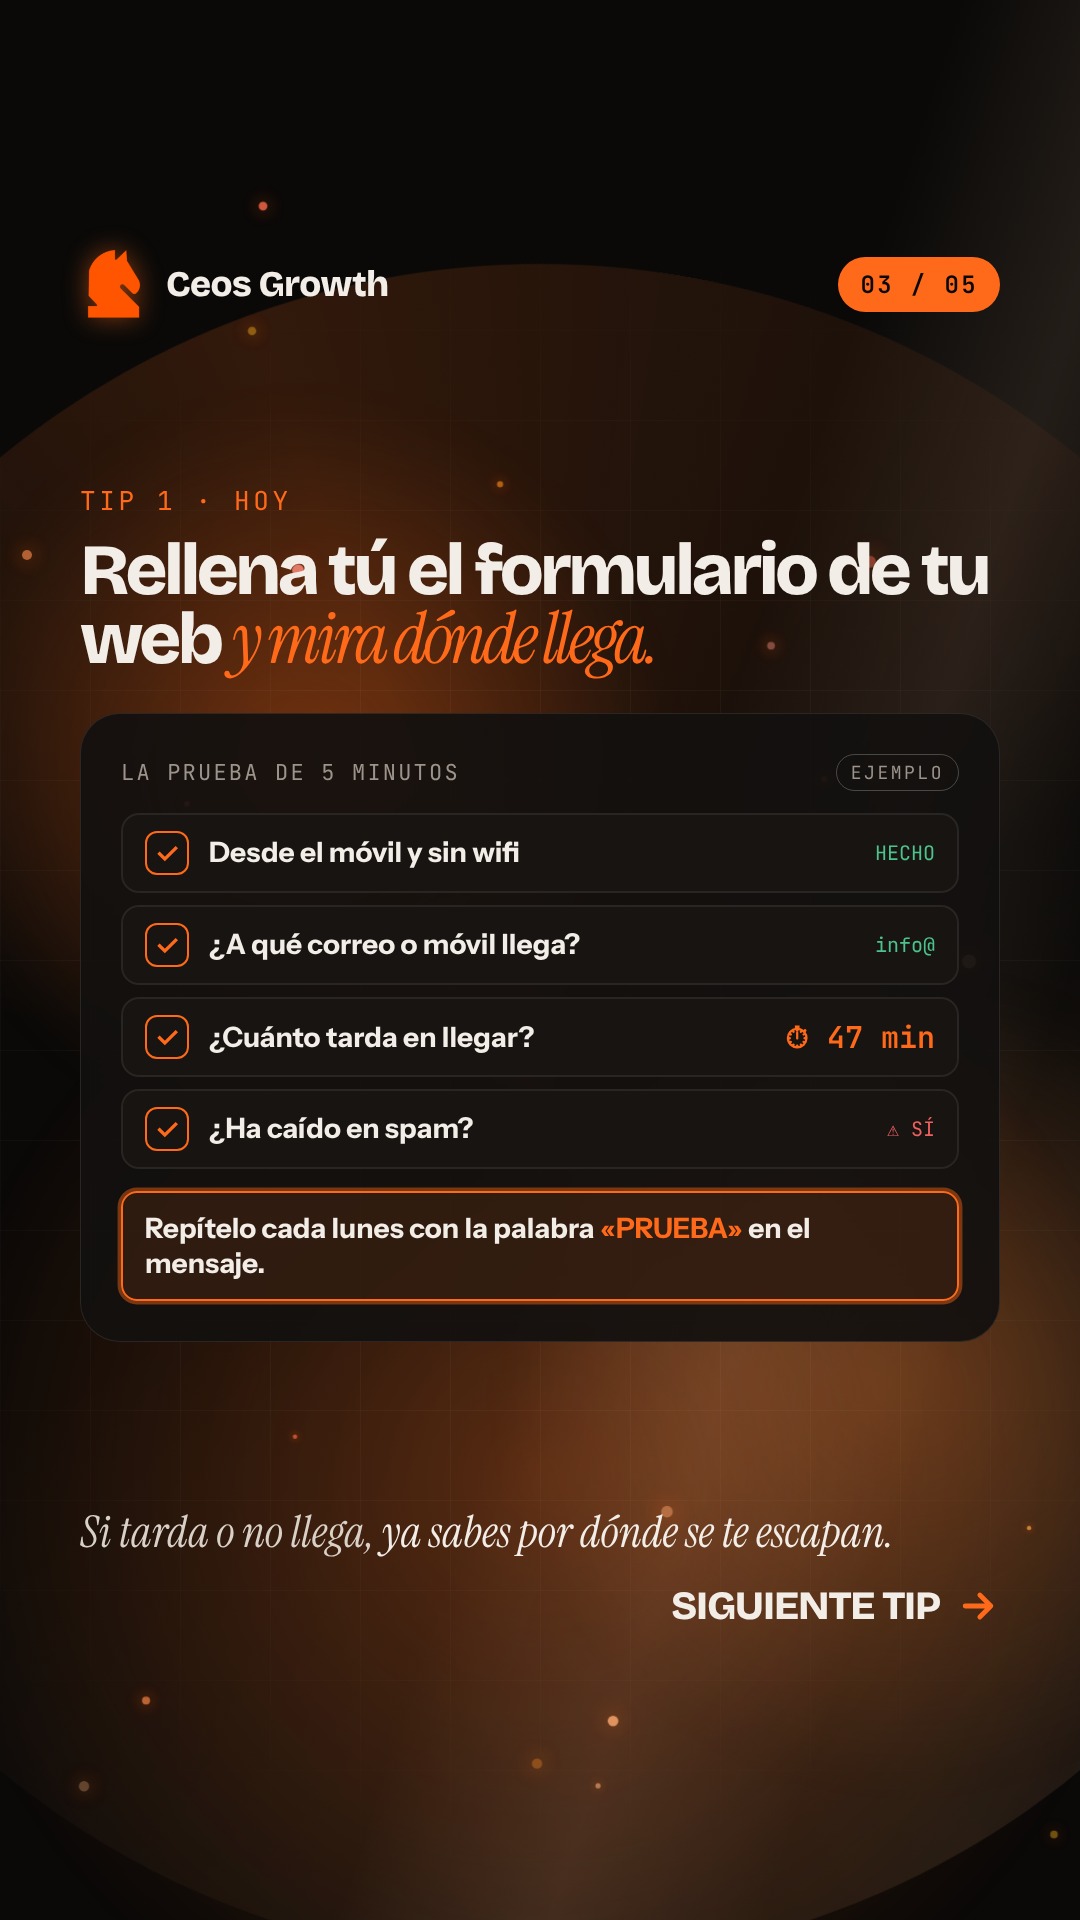 Ceos Growth
03 / 05
TIP 1 · HOY
Rellena tú el formulario de tu
web y mira dónde llega.
LA PRUEBA DE 5 MINUTOS
EJEMPLO
Desde el móvil y sin wifi
HECHO
¿A qué correo o móvil llega?
info@
¿Cuánto tarda en llegar?
⏱ 47 min
¿Ha caído en spam?
⚠ SÍ
Repítelo cada lunes con la palabra «PRUEBA» en el
mensaje.
Si tarda o no llega, ya sabes por dónde se te escapan.
SIGUIENTE TIP →